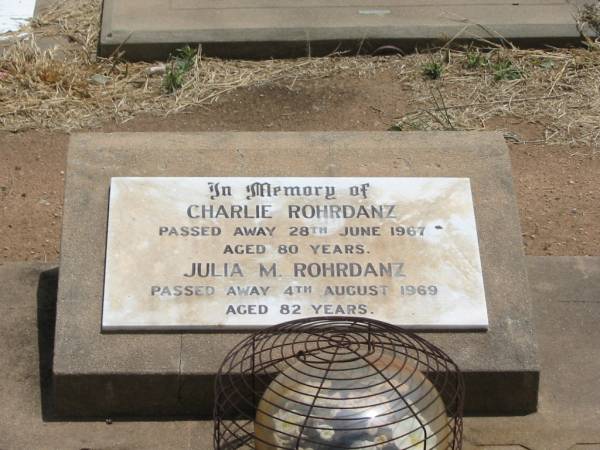 In Memory of
CHARLIE ROHRDANZ
PASSED AWAY 28TH JUNE 1967
AGED 80 YEARS.
JULIA M. ROHRDANZ
PASSED AWAY 4TH AUGUST 1969
AGED 82 YEARS.